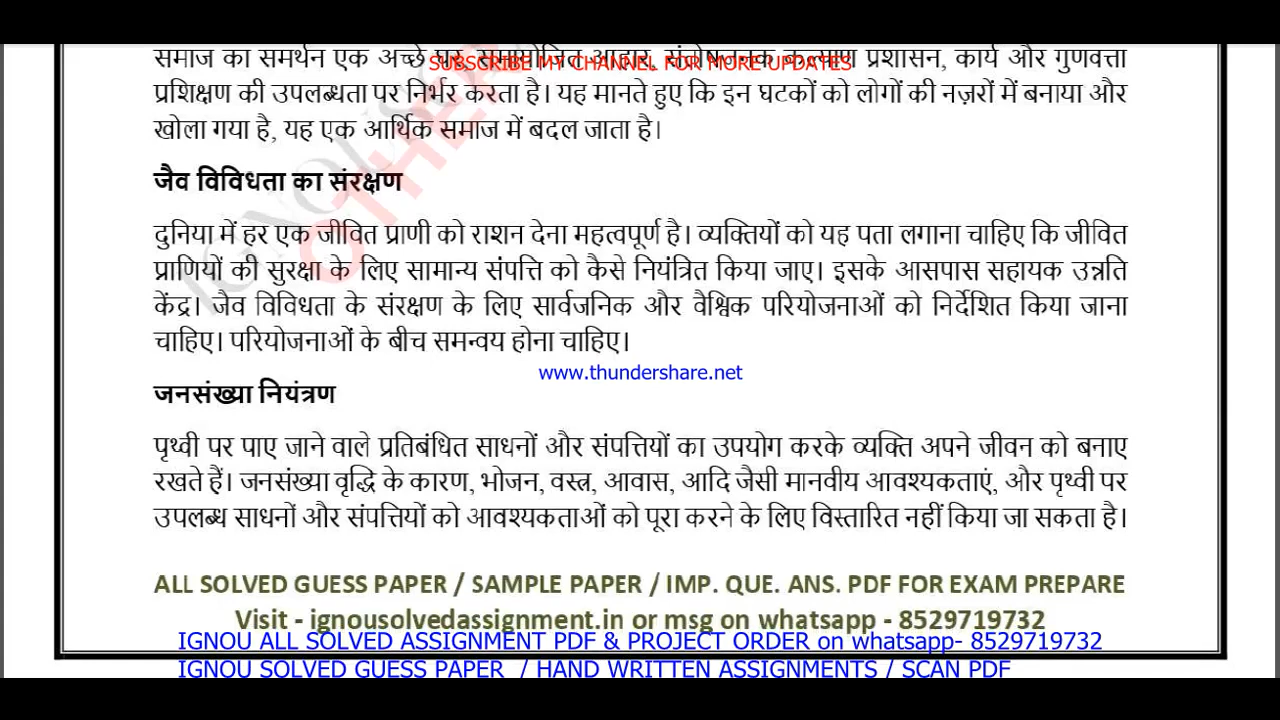 समाज का समर्थन एक अच्छे घर, समायोजित आहार, संतोषजनक कल्याण प्रशासन, कार्य और गुणवत्ता
SUBSCRIBE MY CHANNEL FOR MORE UPDATES
प्रशिक्षण की उपलब्धता पर निर्भर करता है। यह मानते हुए कि इन घटकों को लोगों की नज़रों में बनाया और
खोला गया है, यह एक आर्थिक समाज में बदल जाता है।
जैव विविधता का संरक्षण
दुनिया में हर एक जीवित प्राणी को राशन देना महत्वपूर्ण है। व्यक्तियों को यह पता लगाना चाहिए कि जीवित
प्राणियों की सुरक्षा के लिए सामान्य संपत्ति को कैसे नियंत्रित किया जाए। इसके आसपास सहायक उन्नति
केंद्र। जैव विविधता के संरक्षण के लिए सार्वजनिक और वैश्विक परियोजनाओं को निर्देशित किया जाना
चाहिए। परियोजनाओं के बीच समन्वय होना चाहिए।
www.thundershare.net
जनसंख्या नियंत्रण
पृथ्वी पर पाए जाने वाले प्रतिबंधित साधनों और संपत्तियों का उपयोग करके व्यक्ति अपने जीवन को बनाए
रखते हैं। जनसंख्या वृद्धि के कारण, भोजन, वस्त्र, आवास, आदि जैसी मानवीय आवश्यकताएं, और पृथ्वी पर
उपलब्ध साधनों और संपत्तियों को आवश्यकताओं को पूरा करने के लिए विस्तारित नहीं किया जा सकता है।
ALL SOLVED GUESS PAPER / SAMPLE PAPER / IMP. QUE. ANS. PDF FOR EXAM PREPARE
Visit - ignousolvedassignment.in or msg on whatsapp - 8529719732
IGNOU ALL SOLVED ASSIGNMENT PDF & PROJECT ORDER on whatsapp- 8529719732
IGNOU SOLVED GUESS PAPER / HAND WRITTEN ASSIGNMENTS / SCAN PDF